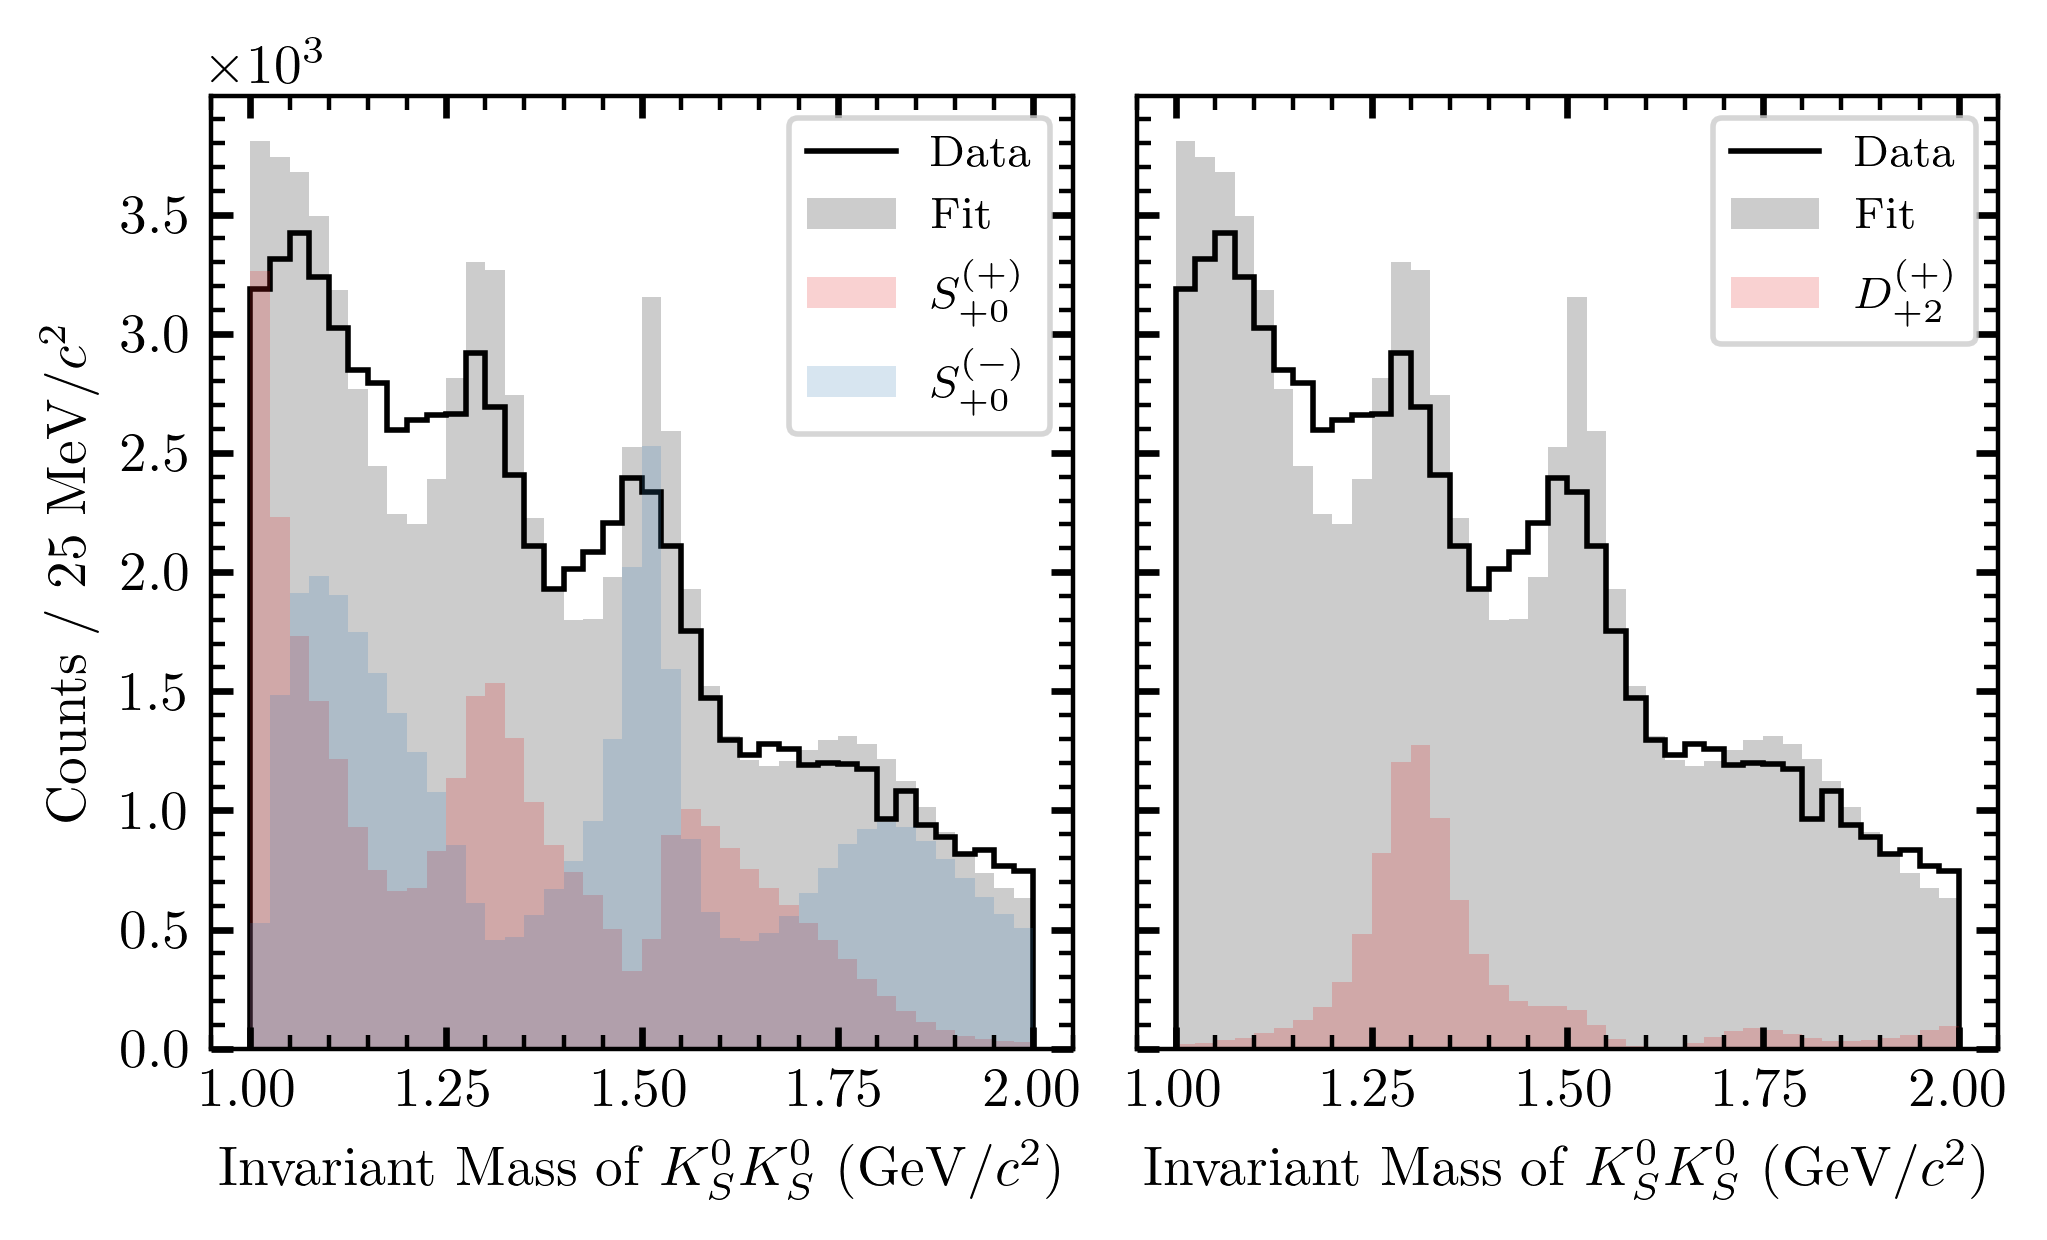 ×10³
Counts / 25 MeV/c²
3.5
3.0
2.5
2.0
1.5
1.0
0.5
0.0
1.00 1.25 1.50 1.75 2.00
Invariant Mass of K⁰_S K⁰_S (GeV/c²)
Data
Fit
S^(+)_+0
S^(−)_+0
1.00 1.25 1.50 1.75 2.00
Invariant Mass of K⁰_S K⁰_S (GeV/c²)
Data
Fit
D^(+)_+2